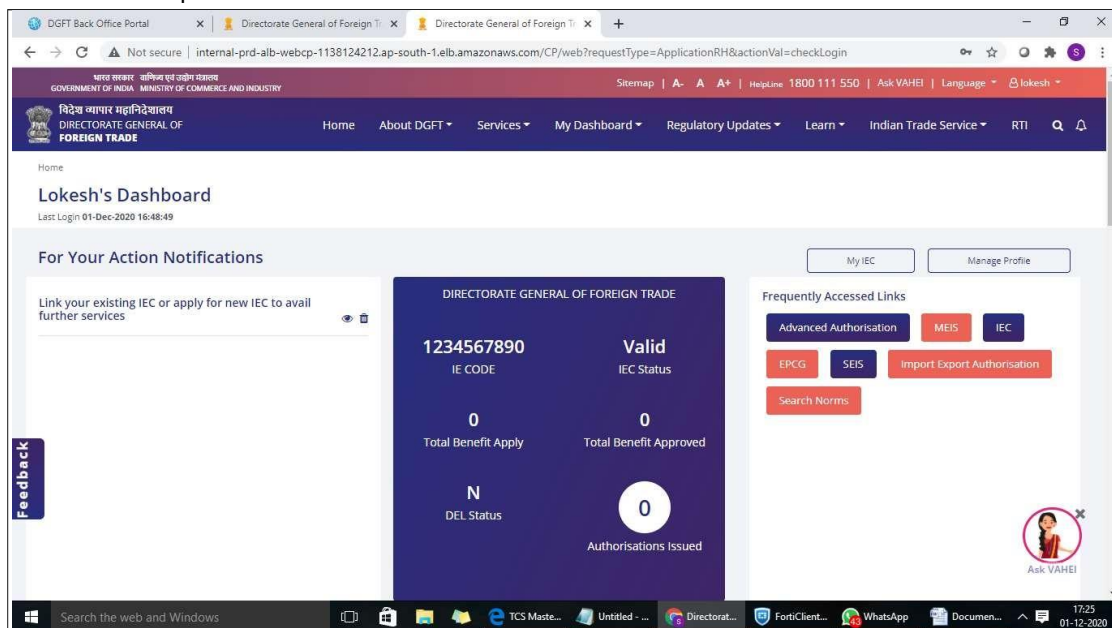 DGFT Back Office Portal
Directorate General of Foreign Tr
Directorate General of Foreign Tr
Not secure | internal-prd-alb-webcp-1138124212.ap-south-1.elb.amazonaws.com/CP/web?requestType=ApplicationRH&actionVal=checkLogin
S
भारत सरकार वाणिज्य एवं उद्योग मंत्रालय
GOVERNMENT OF INDIA MINISTRY OF COMMERCE AND INDUSTRY
Sitemap | A- A A+ | HelpLine 1800 111 550 | Ask VAHEI | Language lokesh
विदेश व्यापार महानिदेशालय
DIRECTORATE GENERAL OF
FOREIGN TRADE
Home About DGFT Services My Dashboard Regulatory Updates Learn Indian Trade Service RTI
Home
Lokesh's Dashboard
Last Login 01-Dec-2020 16:48:49
For Your Action Notifications
My IEC
Manage Profile
Link your existing IEC or apply for new IEC to avail
further services
DIRECTORATE GENERAL OF FOREIGN TRADE
1234567890
IE CODE
Valid
IEC Status
0
Total Benefit Apply
0
Total Benefit Approved
N
DEL Status
0
Authorisations Issued
Frequently Accessed Links
Advanced Authorisation MEIS IEC
EPCG SEIS Import Export Authorisation
Search Norms
Feedback
Ask VAHEI
Search the web and Windows
TCS Maste...
Untitled - ...
Directorat...
FortiClient...
43
WhatsApp
Documen...
17:25
01-12-2020